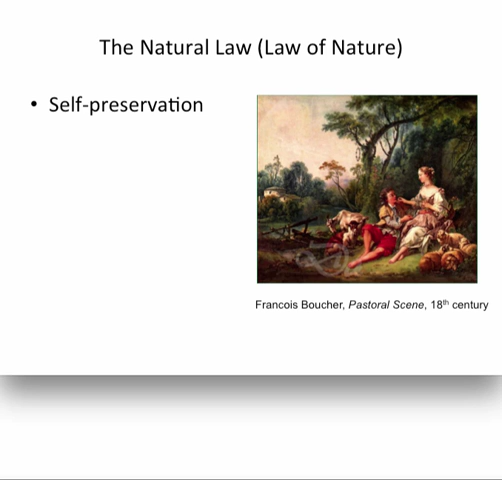 The Natural Law (Law of Nature)
• Self-preservation
Francois Boucher, Pastoral Scene, 18th century